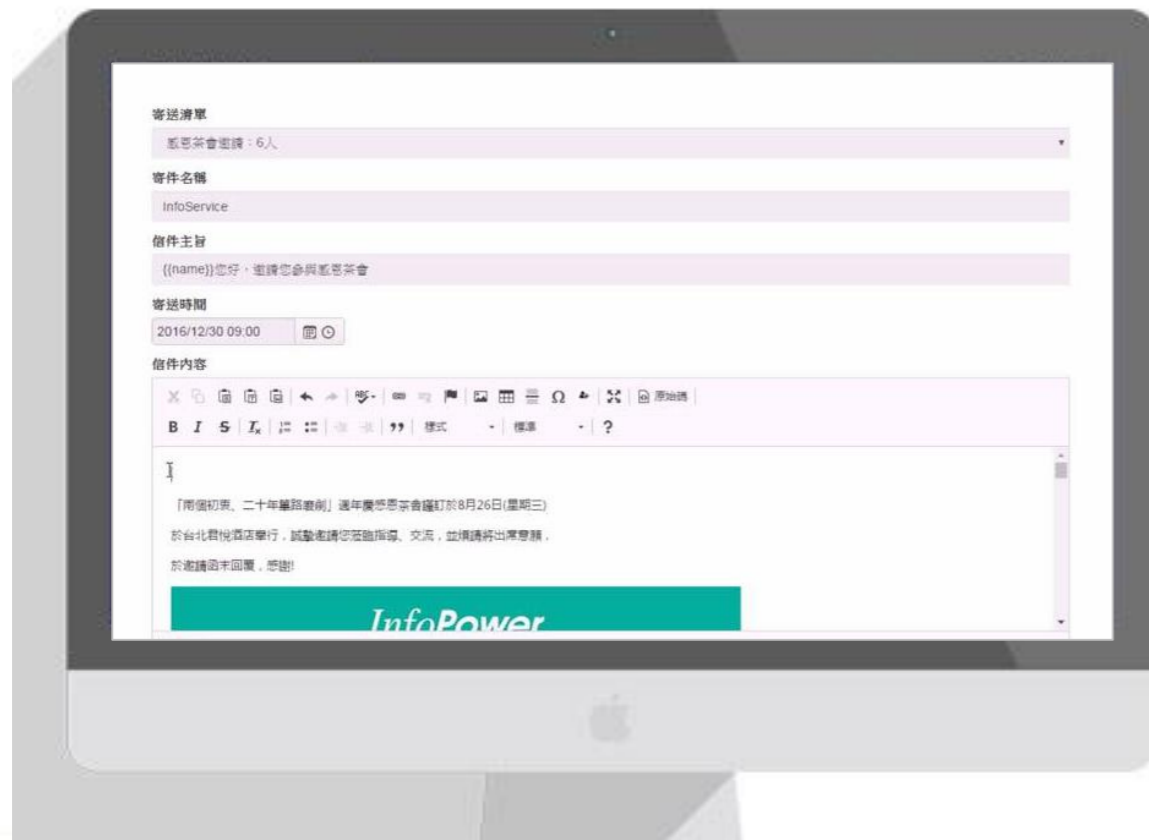 寄送清單
感恩茶會邀請：6人
寄件名稱
InfoService
信件主旨
{{name}}您好，邀請您參與感恩茶會
寄送時間
2016/12/30 09:00
信件內容
ABC
原始碼
B I S Ix 樣式 標準 ?
「兩個初衷、二十年篳路磨劍」週年慶感恩茶會謹訂於8月26日(星期三)
於台北君悅酒店舉行，誠摯邀請您蒞臨指導、交流，並煩請將出席意願，
於邀請函末回覆，感謝!
InfoPower